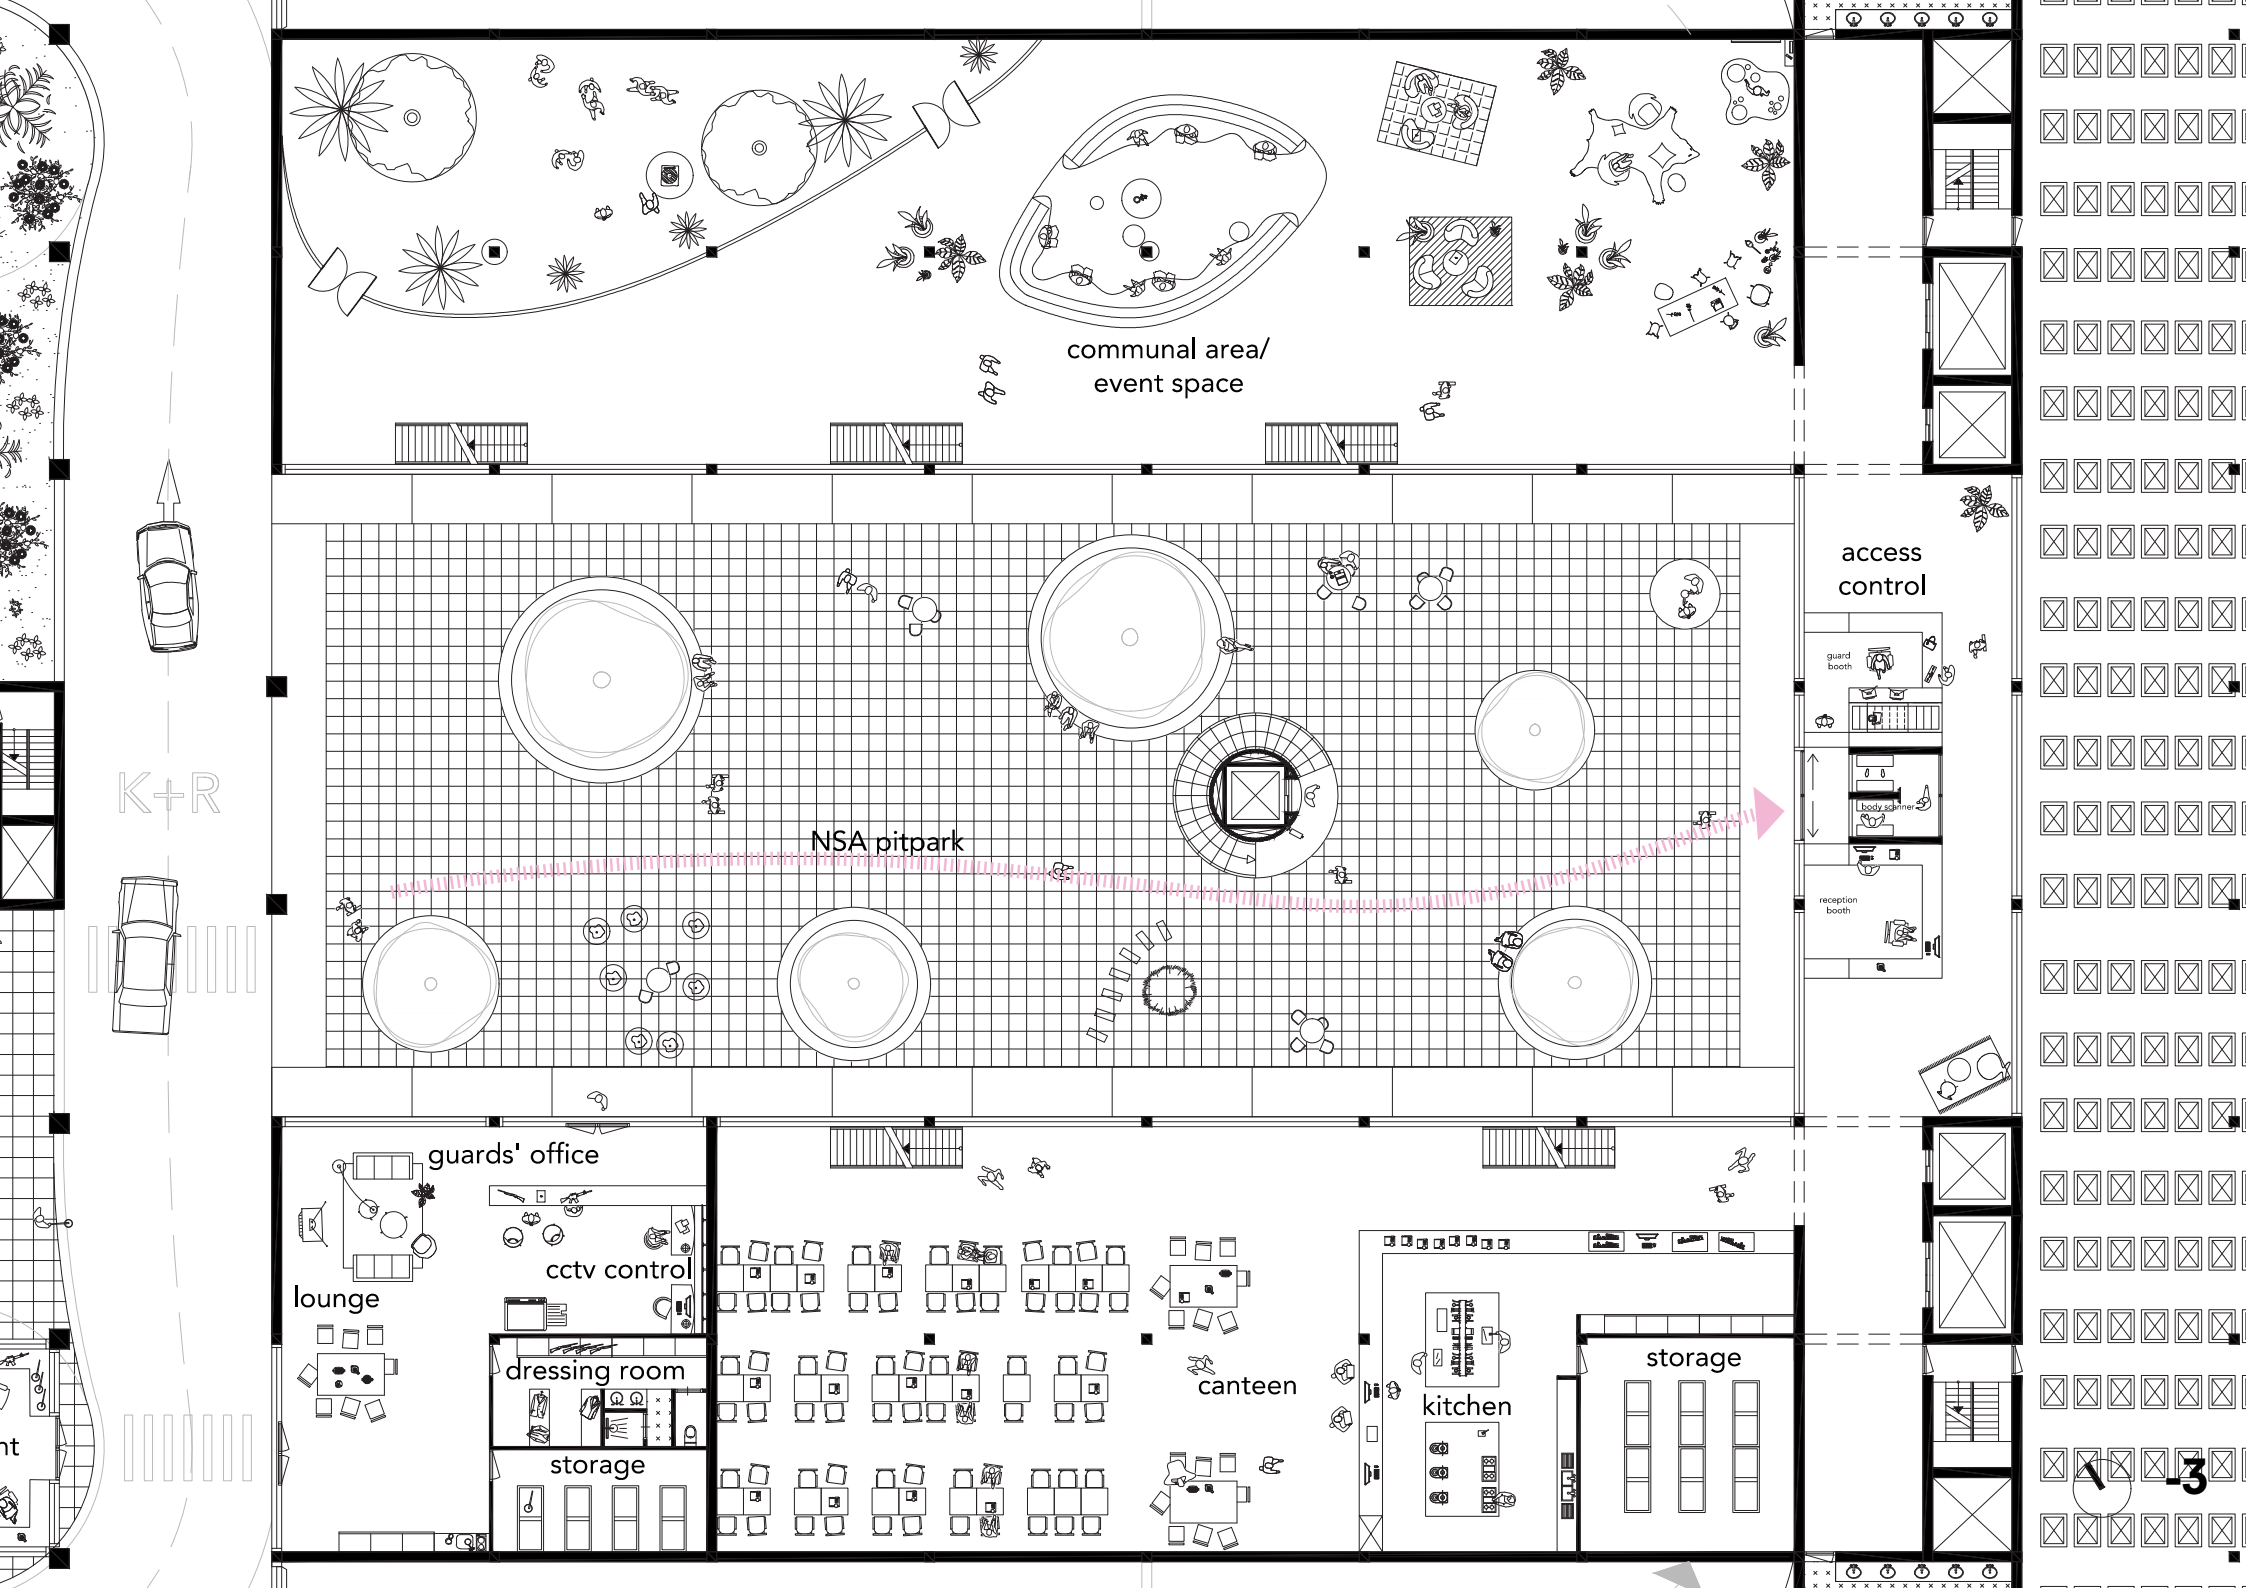 communal area/
event space
access
control
guard
booth
K+R
body scanner
NSA pitpark
reception
booth
guards' office
cctv control
lounge
dressing room
storage
canteen
kitchen
storage
nt
-3